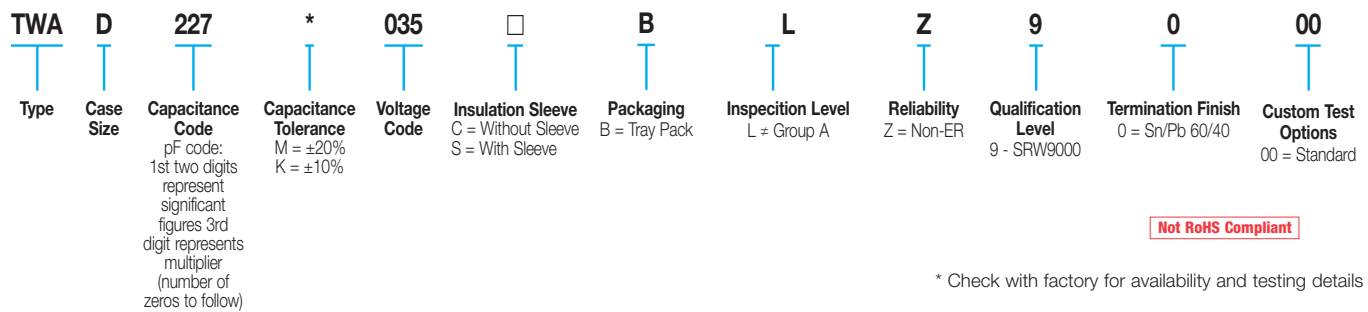 TWA D 227 * 035 □ B L Z 9 0 00
Type
Case
Size
Capacitance
Code
pF code:
1st two digits
represent
significant
figures 3rd
digit represents
multiplier
(number of
zeros to follow)
Capacitance
Tolerance
M = ±20%
K = ±10%
Voltage
Code
Insulation Sleeve
C = Without Sleeve
S = With Sleeve
Packaging
B = Tray Pack
Inspecition Level
L ≠ Group A
Reliability
Z = Non-ER
Qualification
Level
9 - SRW9000
Termination Finish
0 = Sn/Pb 60/40
Custom Test
Options
00 = Standard
Not RoHS Compliant
* Check with factory for availability and testing details